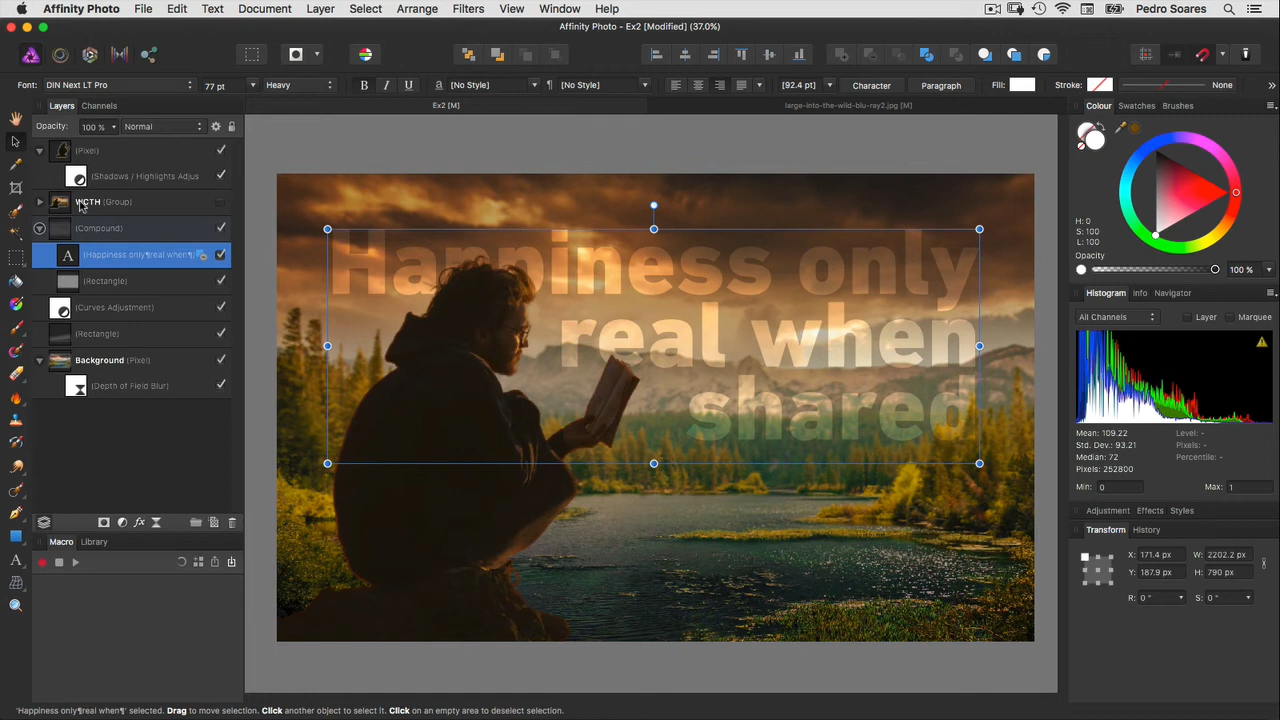 Affinity Photo File Edit Text Document Layer Select Arrange Filters View Window Help Pedro Soares
Affinity Photo - Ex2 [Modified] (37.0%)
Font: DIN Next LT Pro 77 pt Heavy B I U a [No Style] ¶ [No Style] [92.4 pt] Character Paragraph Fill: Stroke: None
Layers Channels
Ex2 [M] large-into-the-wild-blu-ray2.jpg [M]
Colour Swatches Brushes
Opacity: 100 % Normal
(Pixel)
(Shadows / Highlights Adjus
WCTH (Group)
(Compound)
A (Happiness only¶real when¶)
(Rectangle)
(Curves Adjustment)
(Rectangle)
Background (Pixel)
(Depth of Field Blur)
Macro Library
Happiness only
real when
shared
H: 0
S: 100
L: 49
Opacity
100 %
Histogram Info Navigator
All Channels Layer Marquee
Mean: 109.22 Level: -
Std. Dev.: 93.21 Pixels: -
Median: 72 Percentile: -
Pixels: 252800
Min: 0 Max: 1
Adjustment Effects Styles
Transform History
X: 171.4 px W: 2202.2 px
Y: 187.9 px H: 790 px
R: 0 ° S: 0 °
'Happiness only¶real when¶' selected. Drag to move selection. Click another object to select it. Click on an empty area to deselect selection.